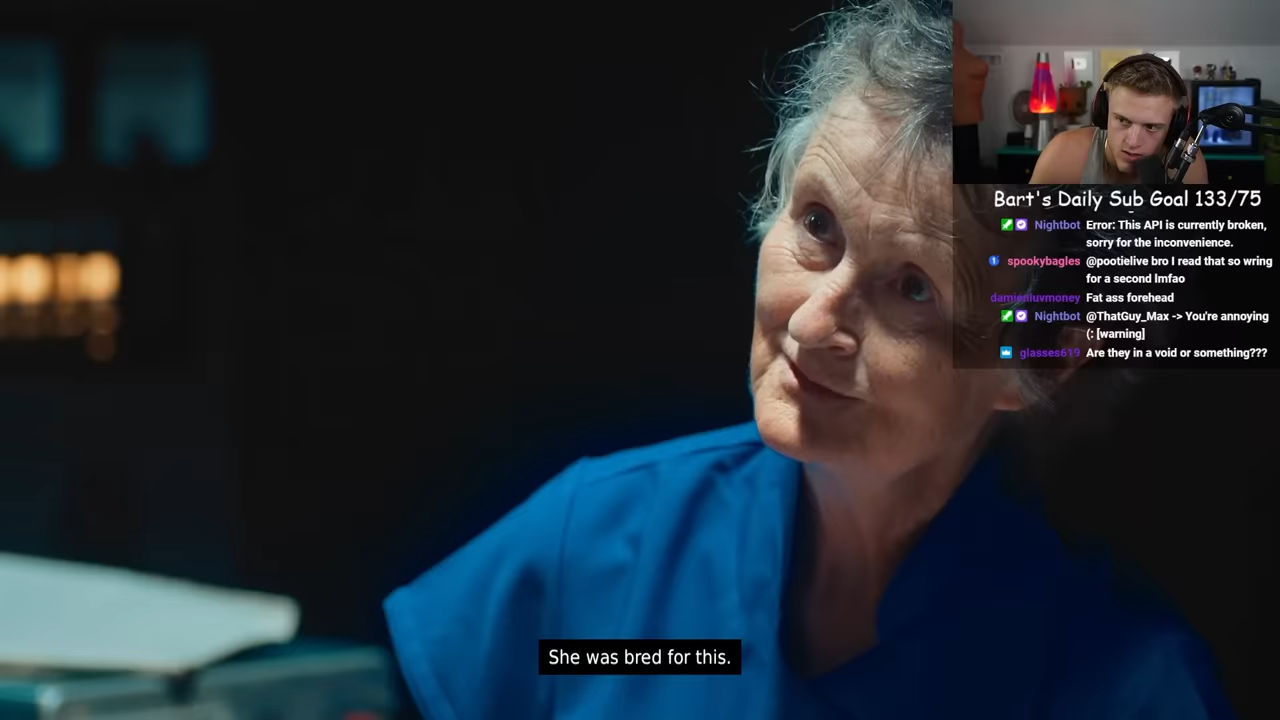 Bart's Daily Sub Goal 133/75
Nightbot Error: This API is currently broken,
sorry for the inconvenience.
spookybagles @pootielive bro I read that so wring
for a second lmfao
damieniuvmoney Fat ass forehead
Nightbot @ThatGuy_Max -> You're annoying
(: [warning]
glasses619 Are they in a void or something???
She was bred for this.